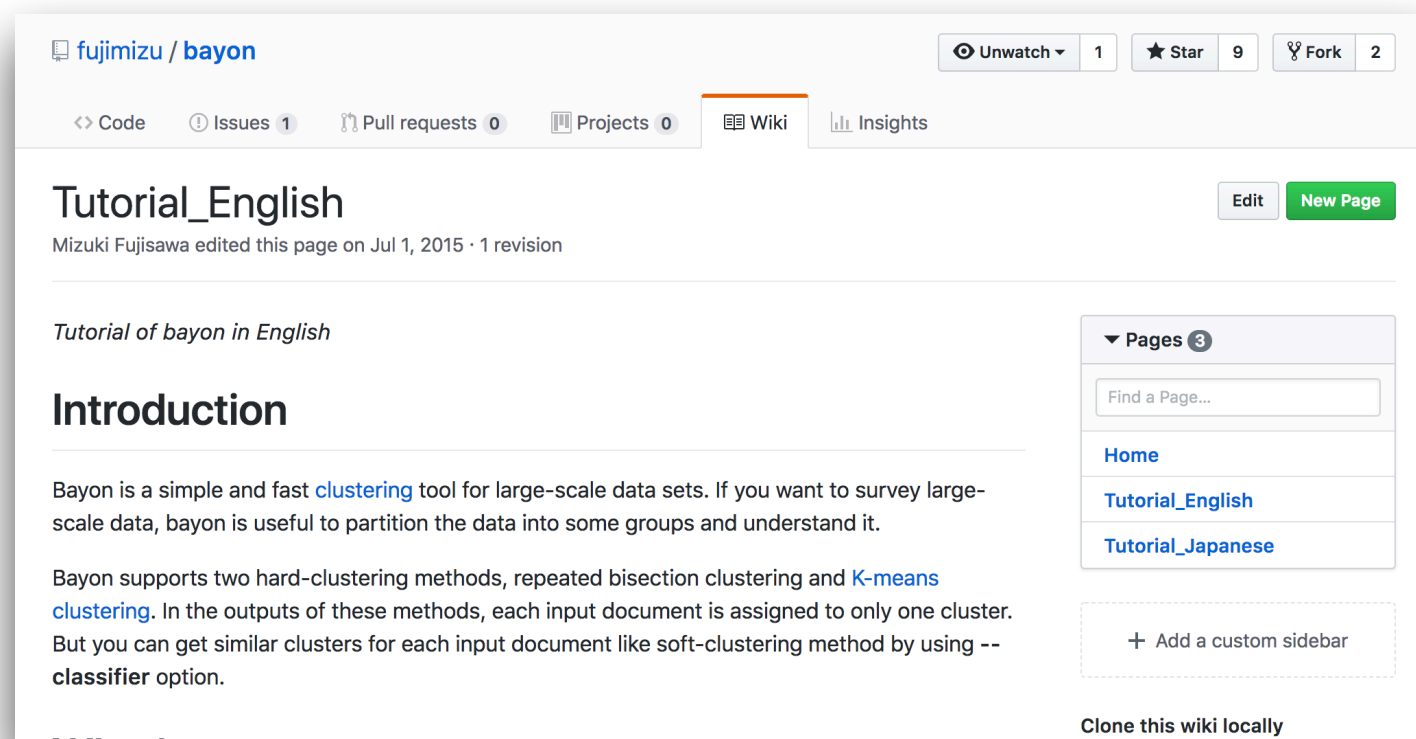 fujimizu / bayon
Unwatch 1 Star 9 Fork 2
Code Issues 1 Pull requests 0 Projects 0 Wiki Insights
Tutorial_English
Edit New Page
Mizuki Fujisawa edited this page on Jul 1, 2015 · 1 revision
Tutorial of bayon in English
Introduction
Bayon is a simple and fast clustering tool for large-scale data sets. If you want to survey large-
scale data, bayon is useful to partition the data into some groups and understand it.
Bayon supports two hard-clustering methods, repeated bisection clustering and K-means
clustering. In the outputs of these methods, each input document is assigned to only one cluster.
But you can get similar clusters for each input document like soft-clustering method by using --
classifier option.
Pages 3
Find a Page...
Home
Tutorial_English
Tutorial_Japanese
Add a custom sidebar
Clone this wiki locally